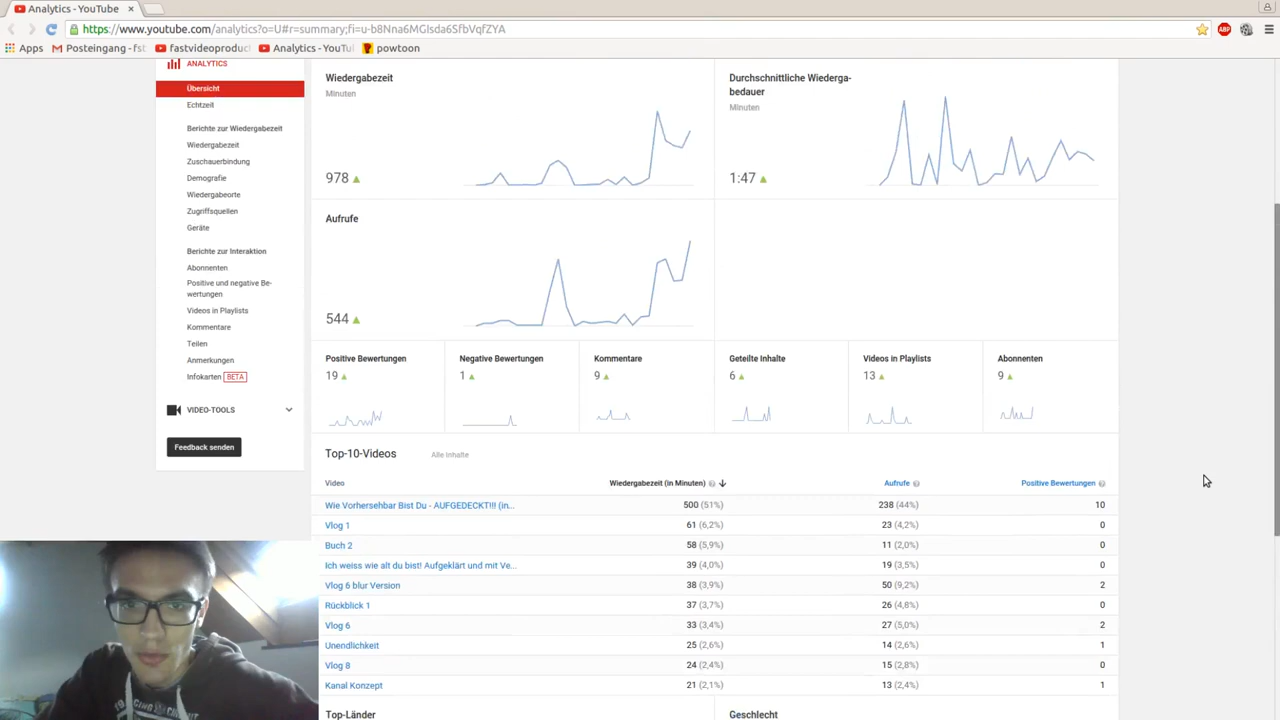 Analytics - YouTube
https://www.youtube.com/analytics?o=U#r=summary;fi=u-b8Nna6MGIsda6SfbVqfZYA
ABP
Apps Posteingang - fst fastvideoproduc Analytics - YouTu powtoon
ANALYTICS
Übersicht
Echtzeit
Berichte zur Wiedergabezeit
Wiedergabezeit
Zuschauerbindung
Demografie
Wiedergabeorte
Zugriffsquellen
Geräte
Berichte zur Interaktion
Abonnenten
Positive und negative Be-
wertungen
Videos in Playlists
Kommentare
Teilen
Anmerkungen
Infokarten BETA
VIDEO-TOOLS
Feedback senden
Wiedergabezeit
Minuten
978
Durchschnittliche Wiederga-
bedauer
Minuten
1:47
Aufrufe
544
Positive Bewertungen
19
Negative Bewertungen
1
Kommentare
9
Geteilte Inhalte
6
Videos in Playlists
13
Abonnenten
9
Top-10-Videos Alle Inhalte
Video Wiedergabezeit (in Minuten) Aufrufe Positive Bewertungen
Wie Vorhersehbar Bist Du - AUFGEDECKT!!! (in... 500 (51%) 238 (44%) 10
Vlog 1 61 (6,2%) 23 (4,2%) 0
Buch 2 58 (5,9%) 11 (2,0%) 0
Ich weiss wie alt du bist! Aufgeklärt und mit Ve... 39 (4,0%) 19 (3,5%) 0
Vlog 6 blur Version 38 (3,9%) 50 (9,2%) 2
Rückblick 1 37 (3,7%) 26 (4,8%) 0
Vlog 6 33 (3,4%) 27 (5,0%) 2
Unendlichkeit 25 (2,6%) 14 (2,6%) 1
Vlog 8 24 (2,4%) 15 (2,8%) 0
Kanal Konzept 21 (2,1%) 13 (2,4%) 1
Top-Länder Geschlecht